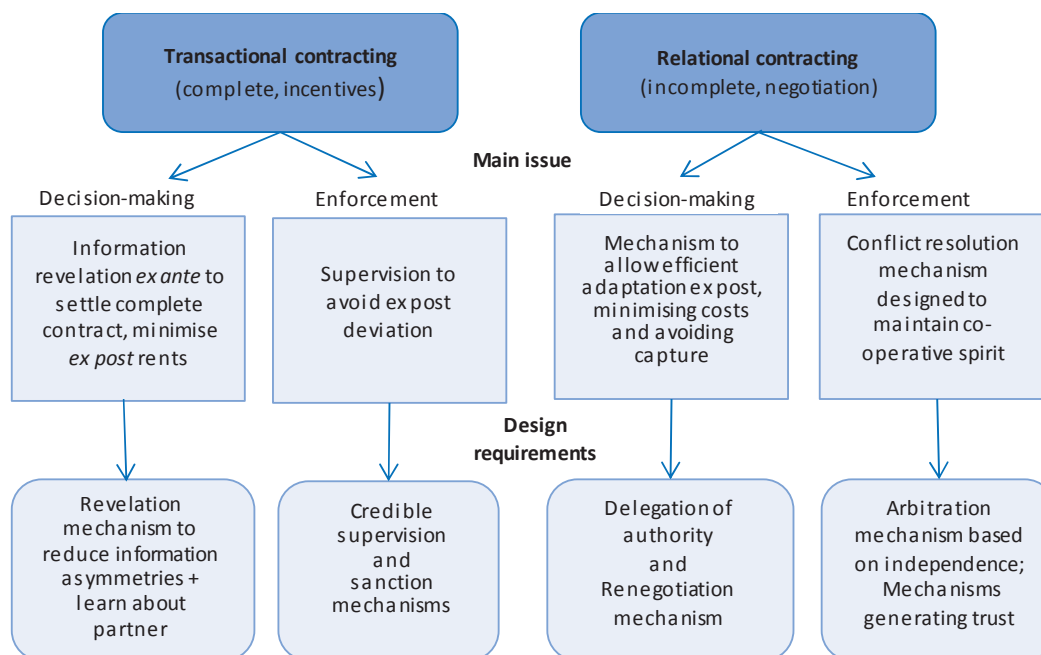 Transactional contracting
(complete, incentives)
Relational contracting
(incomplete, negotiation)
Main issue
Decision-making
Enforcement
Decision-making
Enforcement
Information
revelation ex ante to
settle complete
contract, minimise
ex post rents
Supervision to
avoid ex post
deviation
Mechanism to
allow efficient
adaptation ex post,
minimising costs
and avoiding
capture
Conflict resolution
mechanism
designed to
maintain co-
operative spirit
Design
requirements
Revelation
mechanism to
reduce information
asymmetries +
learn about
partner
Credible
supervision
and
sanction
mechanisms
Delegation of
authority
and
Renegotiation
mechanism
Arbitration
mechanism based
on independence;
Mechanisms
generating trust